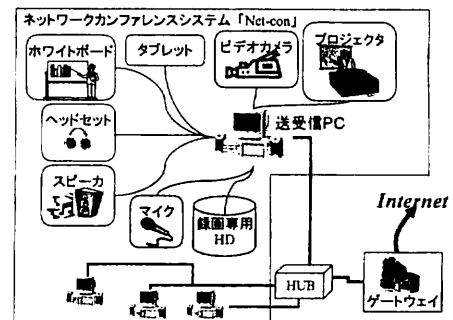 ネットワークカンファレンスシステム「Net-con」
ホワイトボード
タブレット
ビデオカメラ
プロジェクタ
ヘッドセット
送受信PC
スピーカ
マイク
録画専用
HD
Internet
HUB
ゲートウェイ